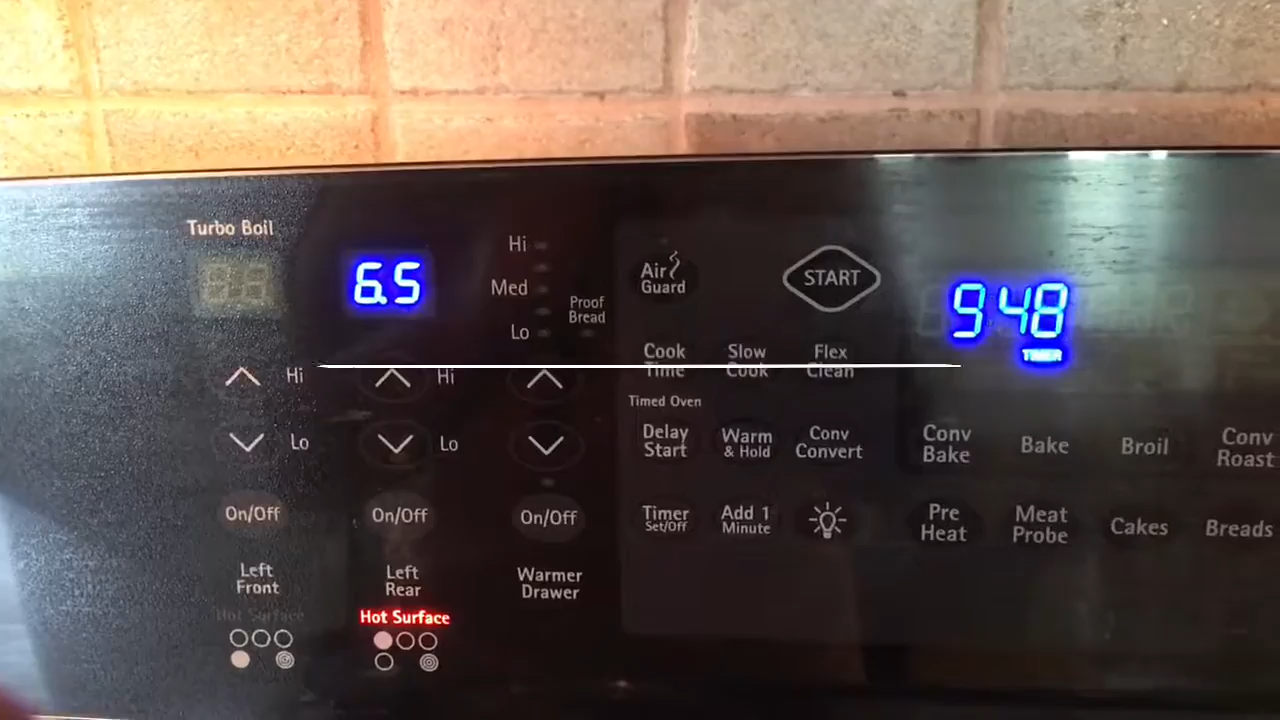 Turbo Boil
6.5
Hi
Med
Lo
Proof
Bread
Air
Guard
START
9 48
TIMER
Hi
Lo
Hi
Lo
Cook
Time
Slow
Cook
Flex
Clean
Timed Oven
Delay
Start
Warm
& Hold
Conv
Convert
Conv
Bake
Bake
Broil
Conv
Roast
On/Off
On/Off
On/Off
Timer
Set/Off
Add 1
Minute
Pre
Heat
Meat
Probe
Cakes
Breads
Left
Front
Hot Surface
Left
Rear
Hot Surface
Warmer
Drawer